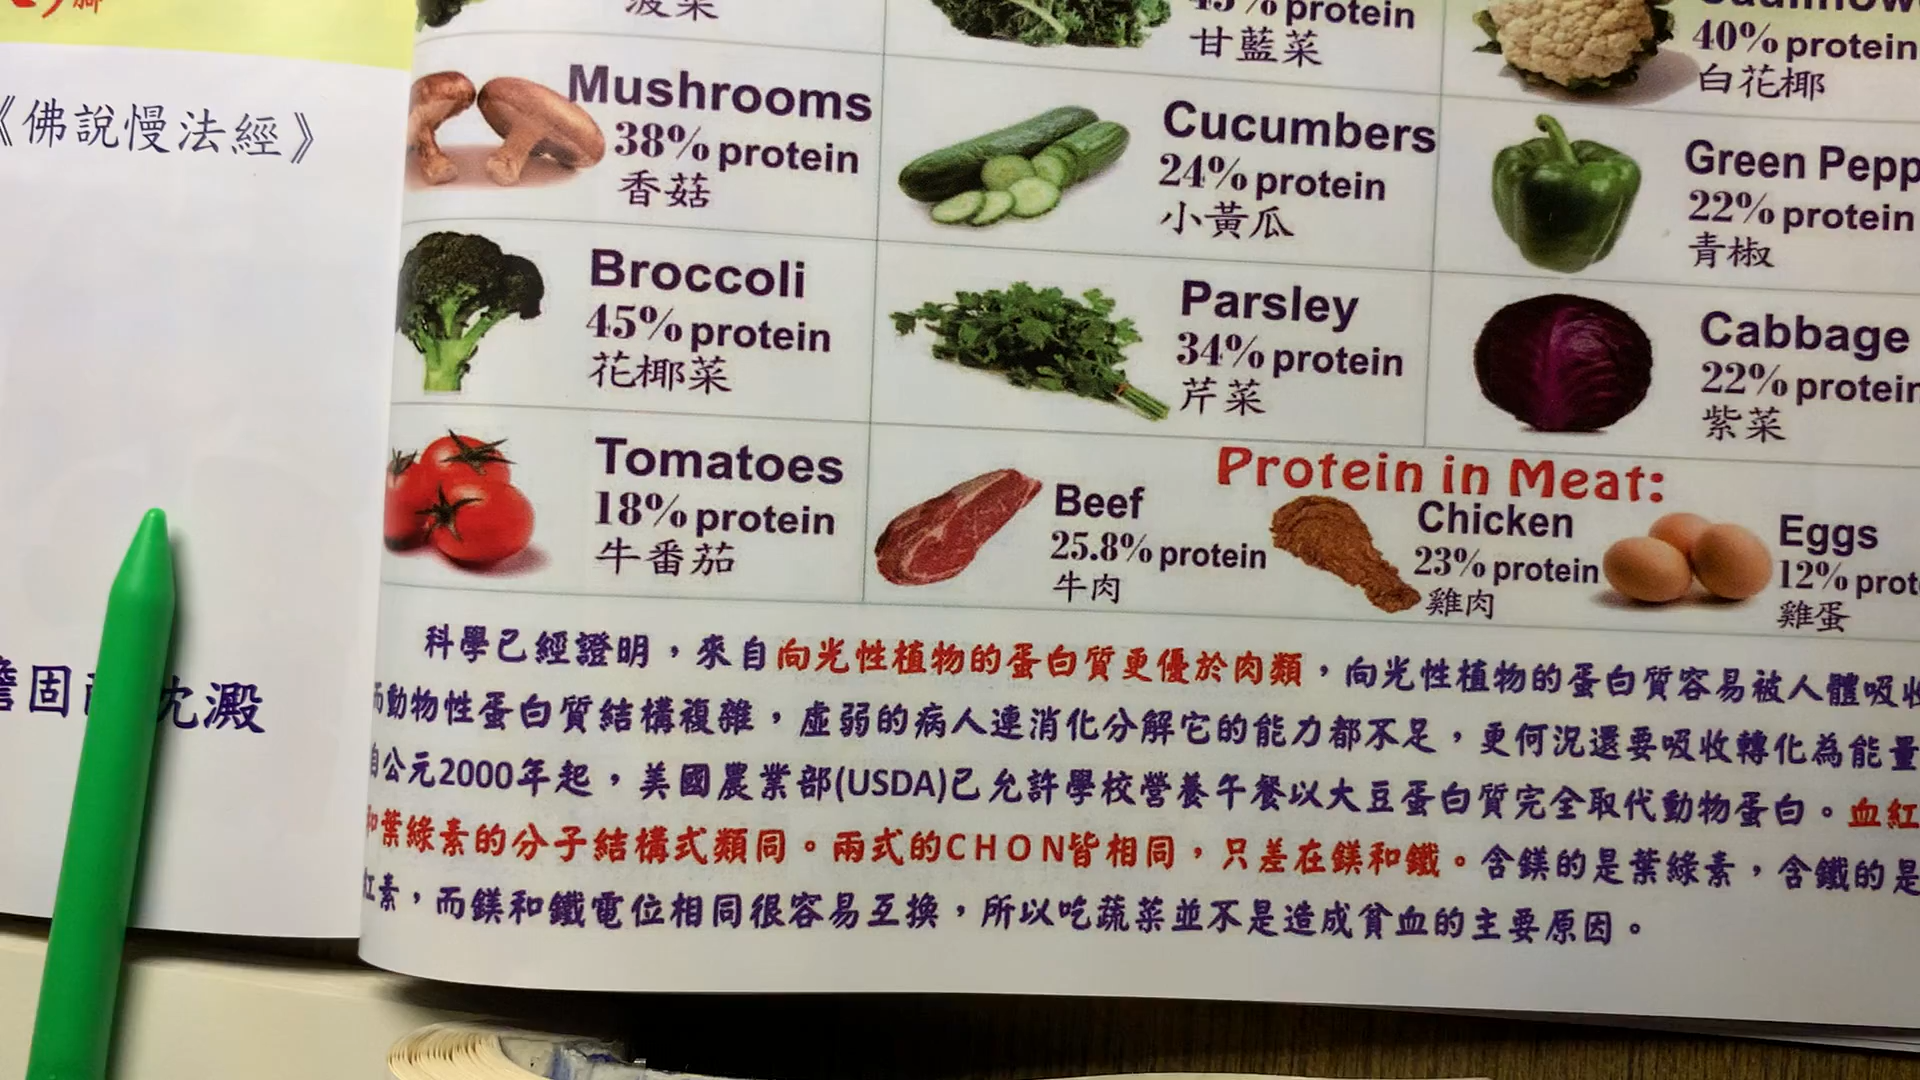 《佛說慢法經》
固
沈澱
菠菜
protein
甘藍菜
40% protein
白花椰
Mushrooms
38% protein
香菇
Cucumbers
24% protein
小黃瓜
Green Pepp
22% protein
青椒
Broccoli
45% protein
花椰菜
Parsley
34% protein
芹菜
Cabbage
22% protein
紫菜
Tomatoes
18% protein
牛番茄
Protein in Meat:
Beef
25.8% protein
牛肉
Chicken
23% protein
雞肉
Eggs
12% prot
雞蛋
科學已經證明，來自向光性植物的蛋白質更優於肉類，向光性植物的蛋白質容易被人體吸收
而動物性蛋白質結構複雜，虛弱的病人連消化分解它的能力都不足，更何況還要吸收轉化為能量
自公元2000年起，美國農業部(USDA)已允許學校營養午餐以大豆蛋白質完全取代動物蛋白。血紅
和葉綠素的分子結構式類同。兩式的CHON皆相同，只差在鎂和鐵。含鎂的是葉綠素，含鐵的是
紅素，而鎂和鐵電位相同很容易互換，所以吃蔬菜並不是造成貧血的主要原因。